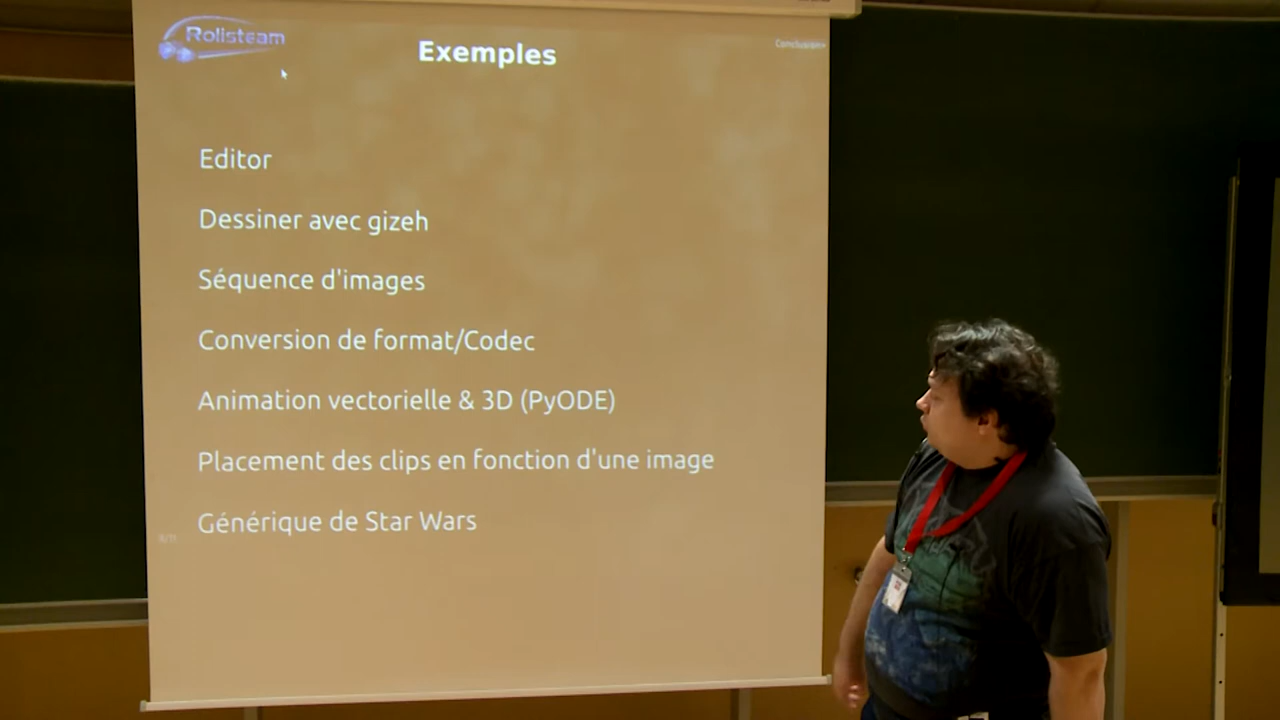 Rolisteam
Exemples
Conclusion
Editor
Dessiner avec gizeh
Séquence d'images
Conversion de format/Codec
Animation vectorielle & 3D (PyODE)
Placement des clips en fonction d'une image
Générique de Star Wars